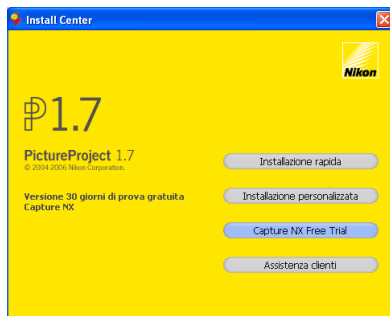 Install Center
Nikon
P1.7
PictureProject 1.7
© 2004-2006 Nikon Corporation.
Versione 30 giorni di prova gratuita
Capture NX
Installazione rapida
Installazione personalizzata
Capture NX Free Trial
Assistenza clienti